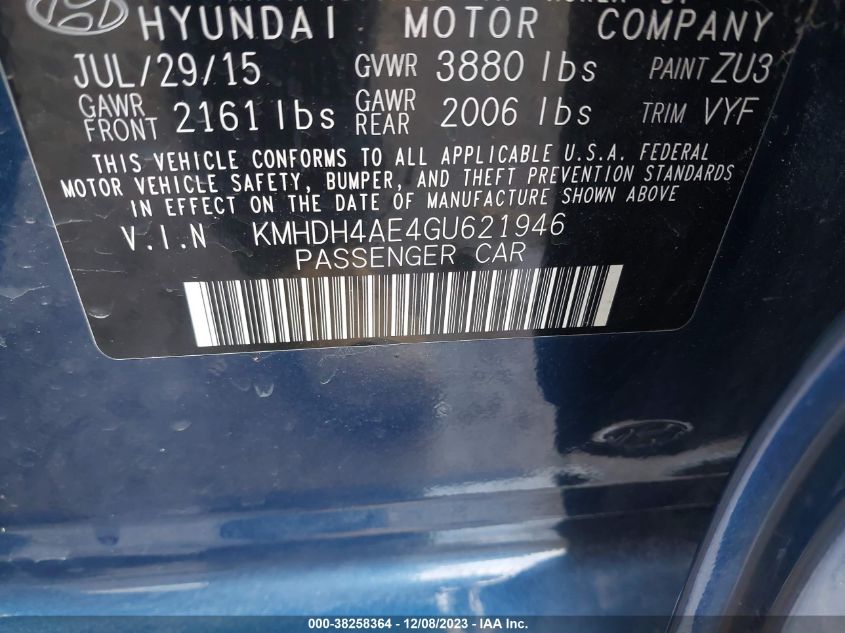 HYUNDAI MOTOR COMPANY
JUL/29/15 GVWR 3880 lbs PAINT ZU3
GAWR FRONT 2161 lbs GAWR REAR 2006 lbs TRIM VYF
THIS VEHICLE CONFORMS TO ALL APPLICABLE U.S.A. FEDERAL
MOTOR VEHICLE SAFETY, BUMPER, AND THEFT PREVENTION STANDARDS
IN EFFECT ON THE DATE OF MANUFACTURE SHOWN ABOVE
V.I.N KMHDH4AE4GU621946
PASSENGER CAR
000-38258364 - 12/08/2023 - IAA Inc.